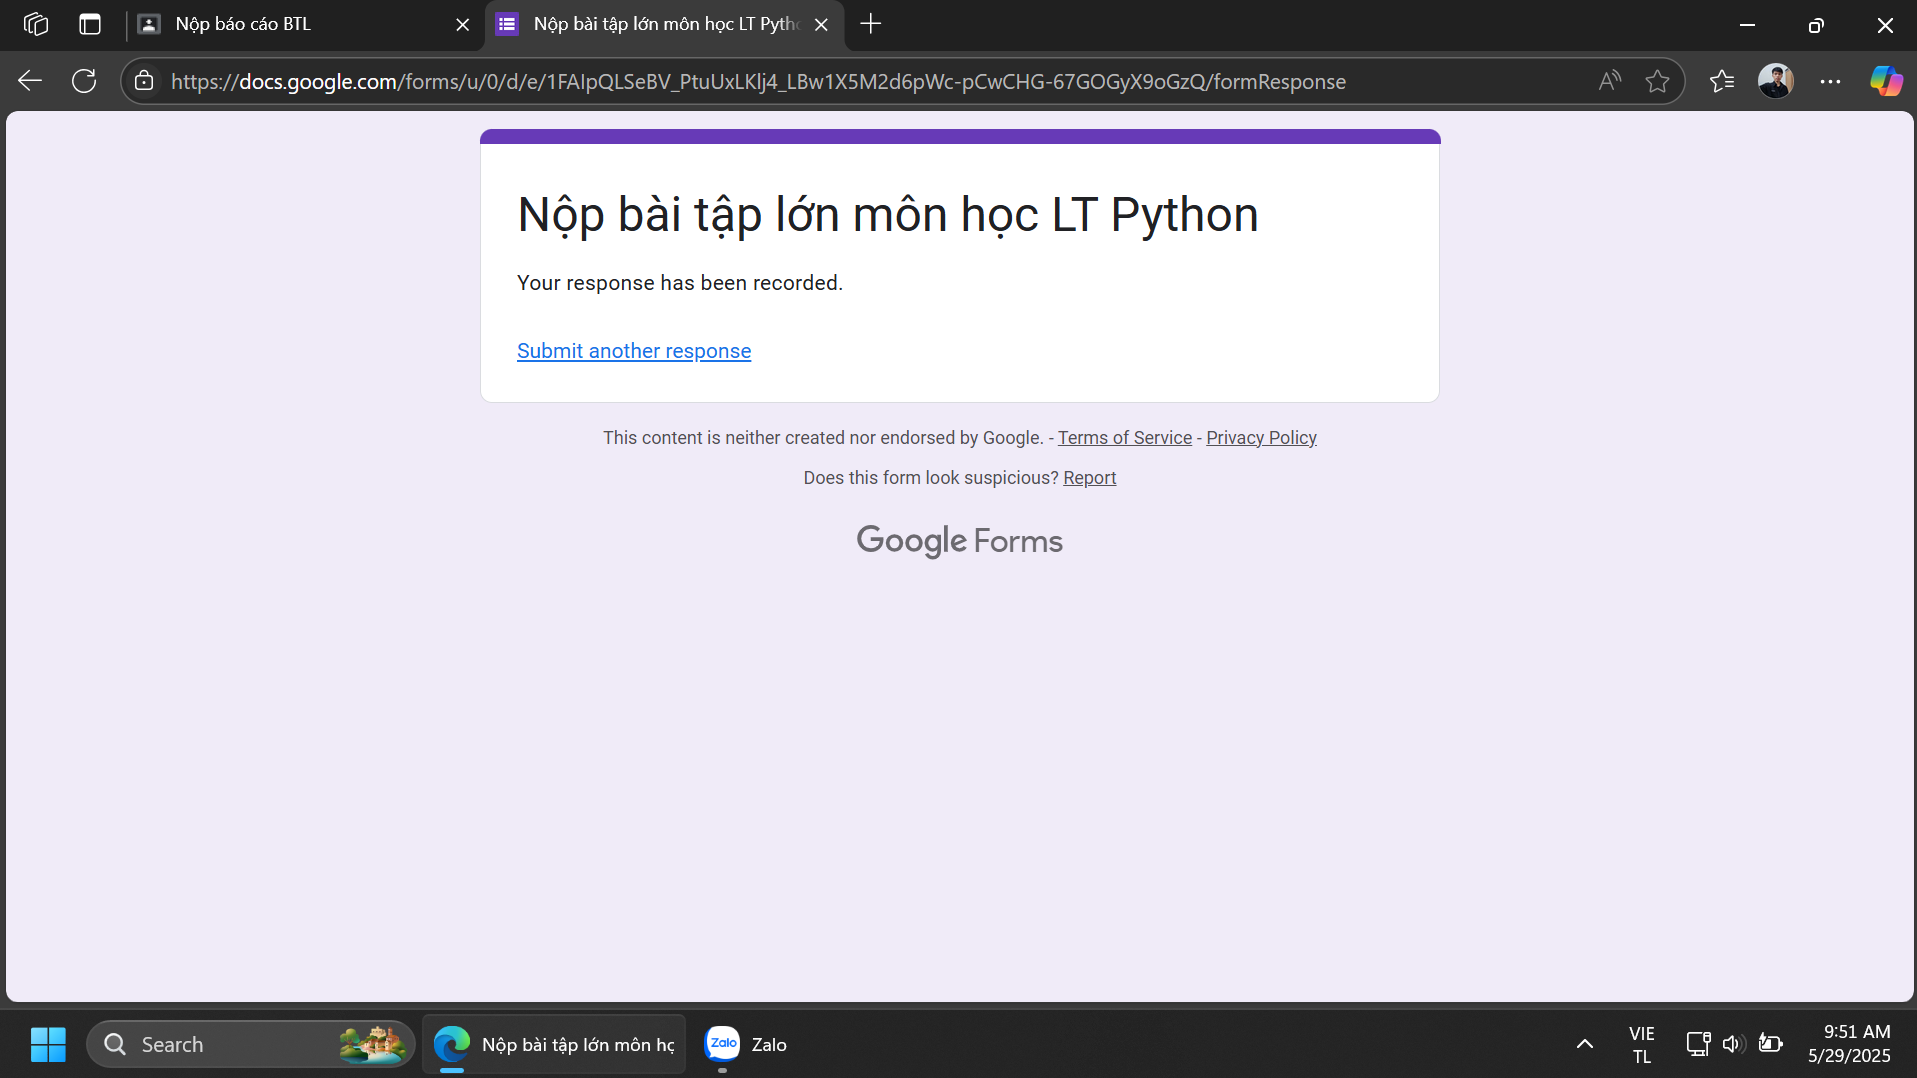 Nộp báo cáo BTL
Nộp bài tập lớn môn học LT Pytho
https://docs.google.com/forms/u/0/d/e/1FAIpQLSeBV_PtuUxLKlj4_LBw1X5M2d6pWc-pCwCHG-67GOGyX9oGzQ/formResponse
Nộp bài tập lớn môn học LT Python
Your response has been recorded.
Submit another response
This content is neither created nor endorsed by Google. - Terms of Service - Privacy Policy
Does this form look suspicious? Report
Google Forms
Search
Nộp bài tập lớn môn họ
Zalo
Zalo
VIE
TL
9:51 AM
5/29/2025